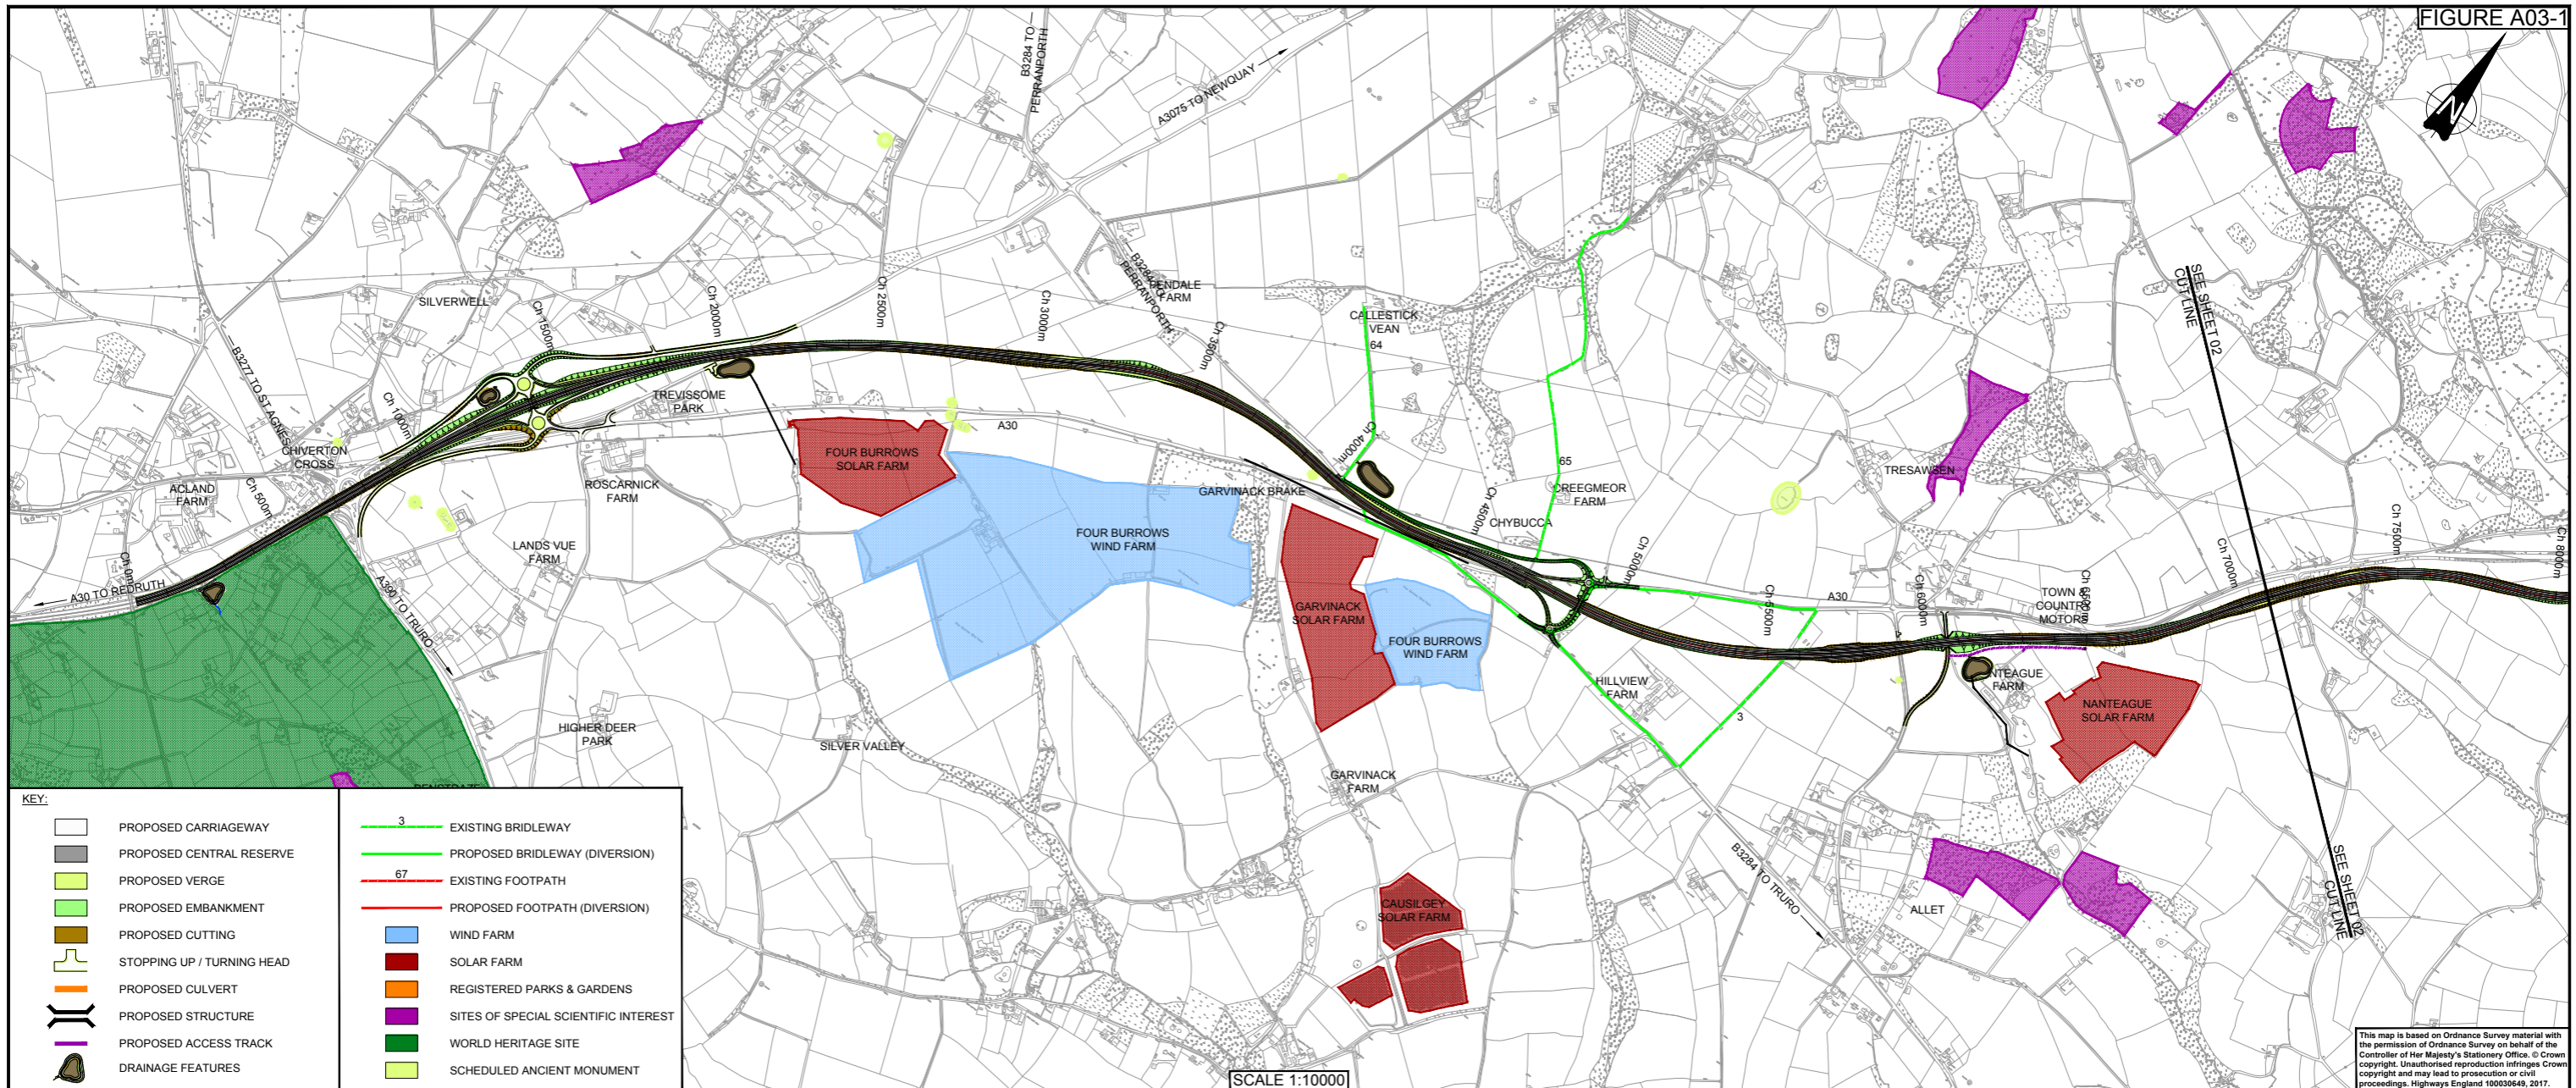 FIGURE A03-1
N
B3284 TO
PERRANPORTH
A3075 TO NEWQUAY
SEE SHEET 02
CUT LINE
SILVERWELL
Ch 1500m
Ch 2000m
Ch 2500m
Ch 3000m
B3284 TO
PERRANPORTH
PENDALE
FARM
Ch 3500m
CALLESTICK
VEAN
64
B3277 TO ST AGNES
Ch 1000m
TREVISSOME
PARK
A30
CHIVERTON
CROSS
FOUR BURROWS
SOLAR FARM
Ch 4000m
65
TRESAWSEN
ACLAND
FARM
Ch 500m
ROSCARNICK
FARM
GARVINACK BRAKE
CREEGMEOR
FARM
Ch 4500m
CHYBUCCA
Ch 7500m
LANDS VUE
FARM
FOUR BURROWS
WIND FARM
Ch 5000m
Ch 7000m
Ch 8000m
Ch 0m
A30 TO REDRUTH
A390 TO TRURO
GARVINACK
SOLAR FARM
FOUR BURROWS
WIND FARM
Ch 5500m
A30
Ch 6000m
TOWN &
COUNTRY
MOTORS
Ch 6500m
HILLVIEW
FARM
NANTEAGUE
FARM
NANTEAGUE
SOLAR FARM
3
HIGHER DEER
PARK
SILVER VALLEY
GARVINACK
FARM
B3284 TO TRURO
SEE SHEET 02
CUT LINE
CAUSILGEY
SOLAR FARM
ALLET
KEY:
PROPOSED CARRIAGEWAY
PROPOSED CENTRAL RESERVE
PROPOSED VERGE
PROPOSED EMBANKMENT
PROPOSED CUTTING
STOPPING UP / TURNING HEAD
PROPOSED CULVERT
PROPOSED STRUCTURE
PROPOSED ACCESS TRACK
DRAINAGE FEATURES
3 EXISTING BRIDLEWAY
PROPOSED BRIDLEWAY (DIVERSION)
67 EXISTING FOOTPATH
PROPOSED FOOTPATH (DIVERSION)
WIND FARM
SOLAR FARM
REGISTERED PARKS & GARDENS
SITES OF SPECIAL SCIENTIFIC INTEREST
WORLD HERITAGE SITE
SCHEDULED ANCIENT MONUMENT
SCALE 1:10000
This map is based on Ordnance Survey material with
the permission of Ordnance Survey on behalf of the
Controller of Her Majesty's Stationery Office. © Crown
copyright. Unauthorised reproduction infringes Crown
copyright and may lead to prosecution or civil
proceedings. Highways England 100030649, 2017.